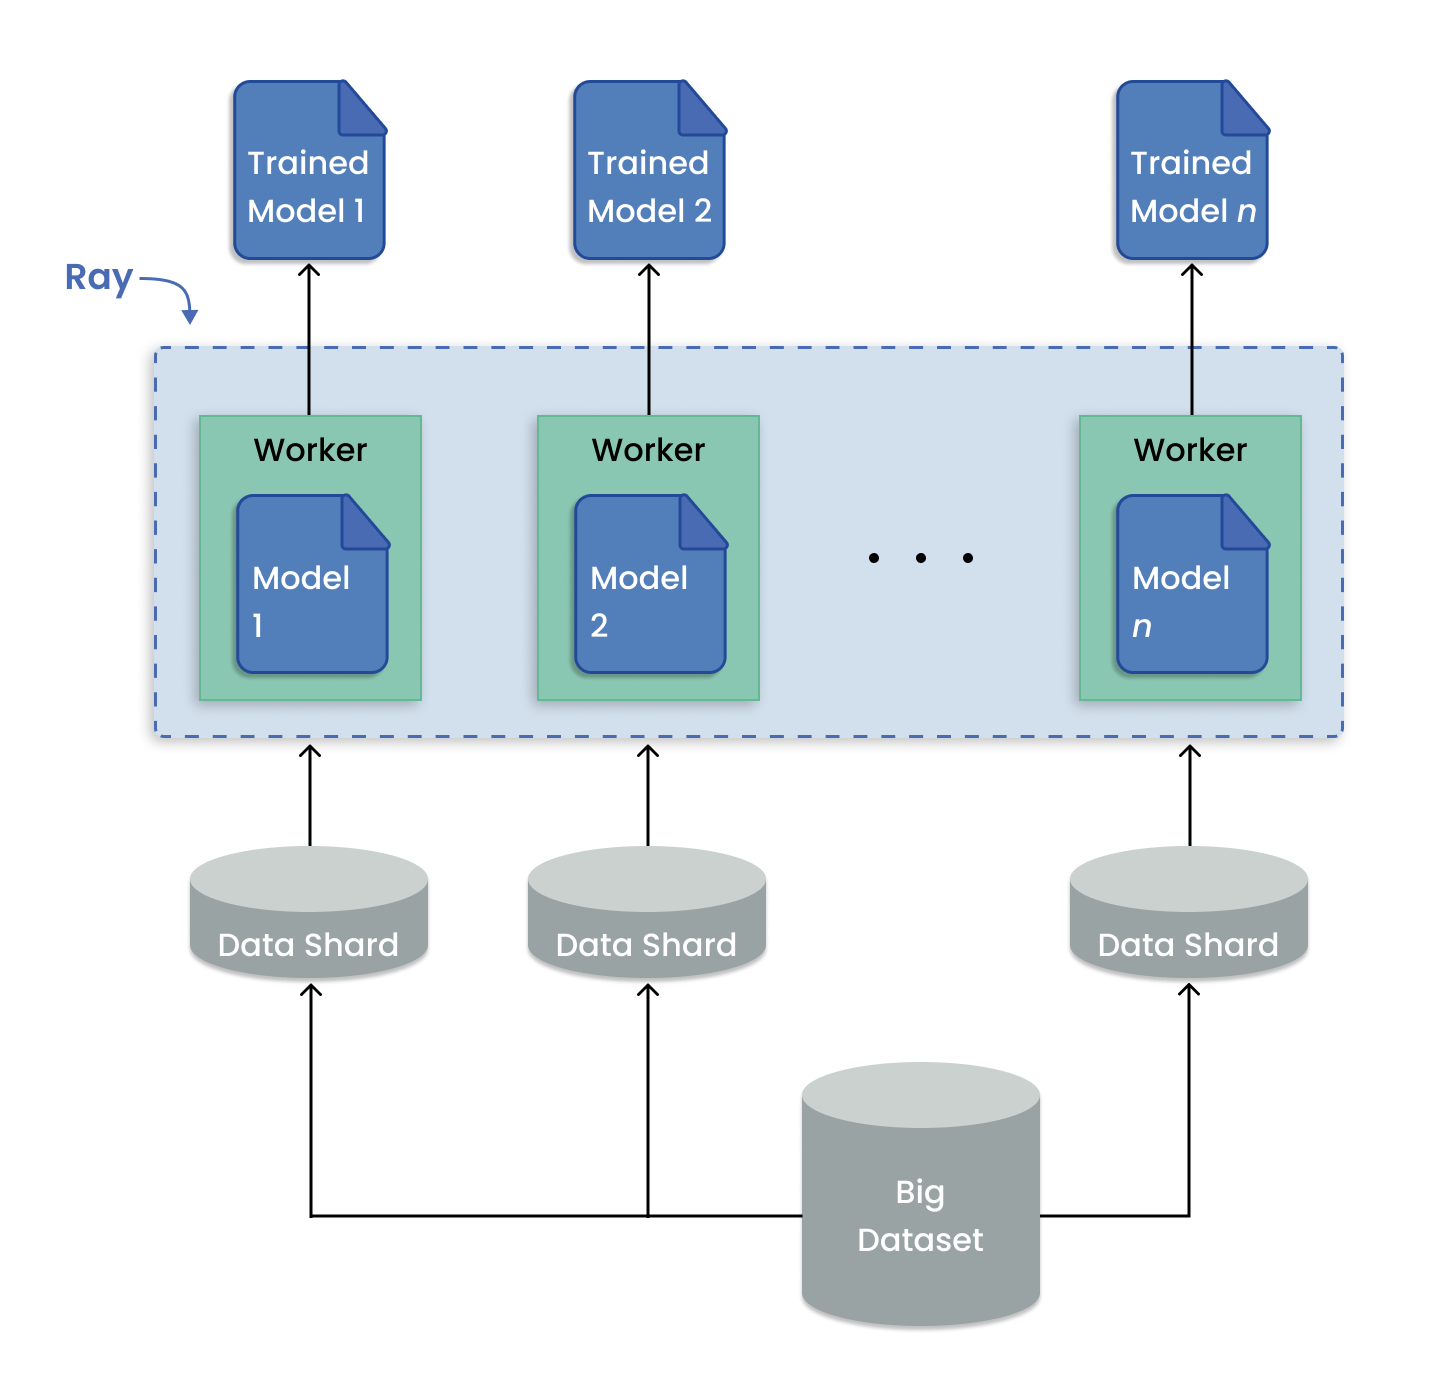 Trained
Model 1
Trained
Model 2
Trained
Model n
Ray
Worker
Model
1
Worker
Model
2
. . .
Worker
Model
n
Data Shard
Data Shard
Data Shard
Big
Dataset